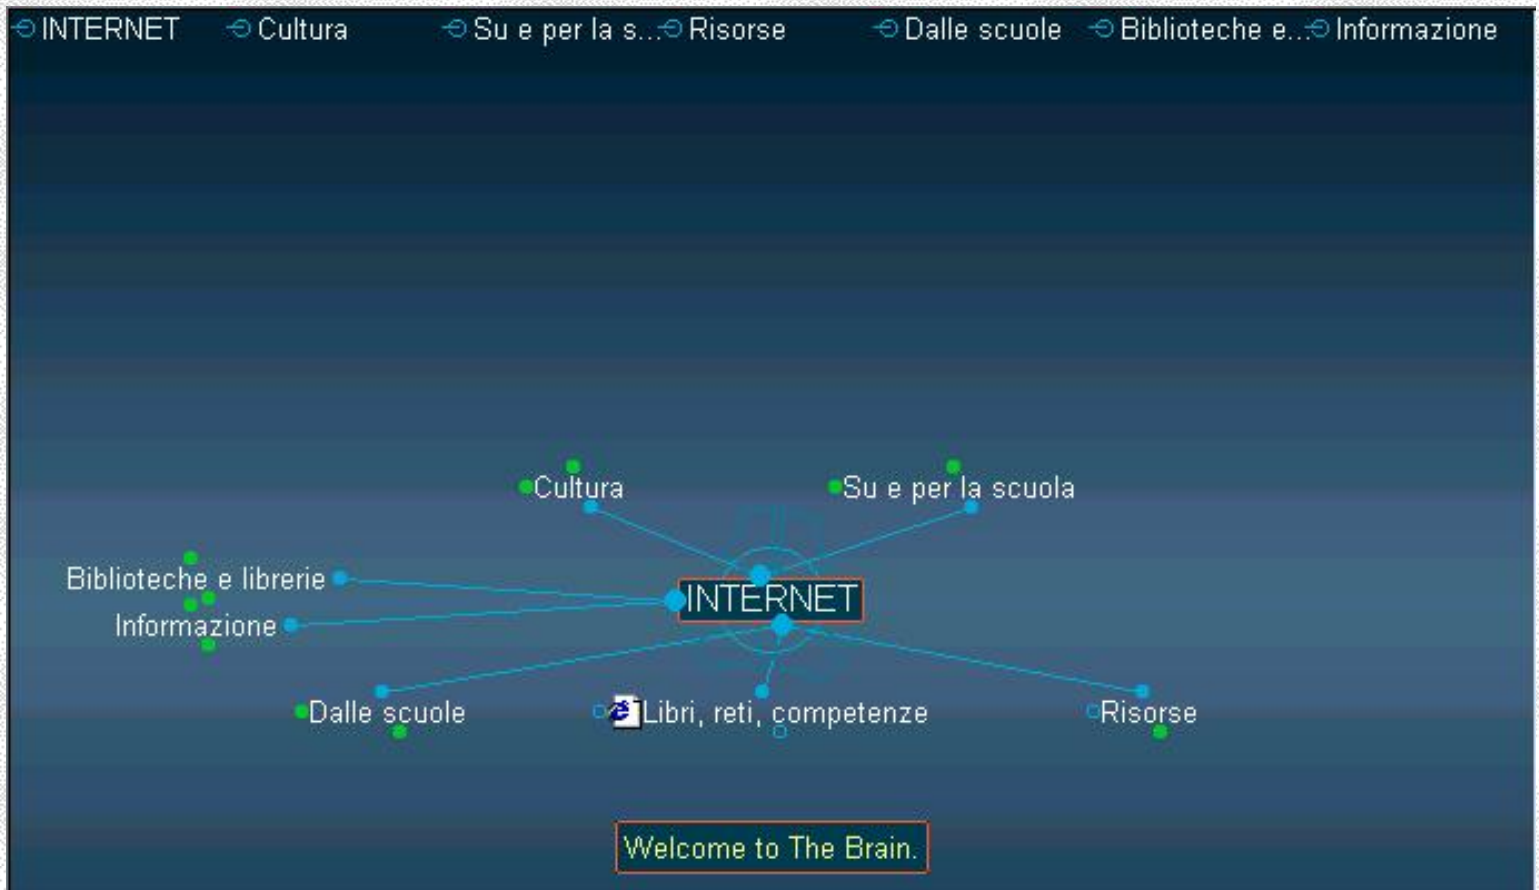 INTERNET Cultura Su e per la s... Risorse Dalle scuole Biblioteche e... Informazione
Cultura Su e per la scuola
Biblioteche e librerie
INTERNET
Informazione
Dalle scuole Libri, reti, competenze Risorse
Welcome to The Brain.